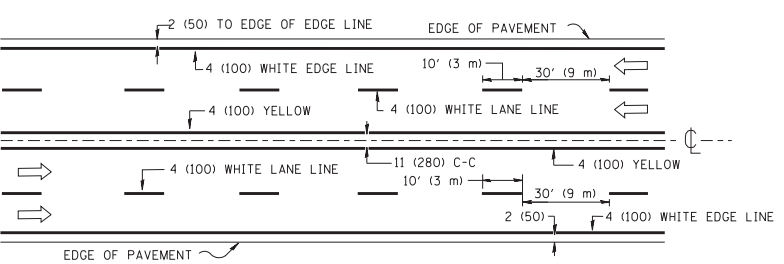 2 (50) TO EDGE OF EDGE LINE
EDGE OF PAVEMENT
4 (100) WHITE EDGE LINE
10' (3 m)
30' (9 m)
4 (100) YELLOW
4 (100) WHITE LANE LINE
℄
4 (100) WHITE LANE LINE
11 (280) C-C
4 (100) YELLOW
10' (3 m)
30' (9 m)
2 (50)
4 (100) WHITE EDGE LINE
EDGE OF PAVEMENT